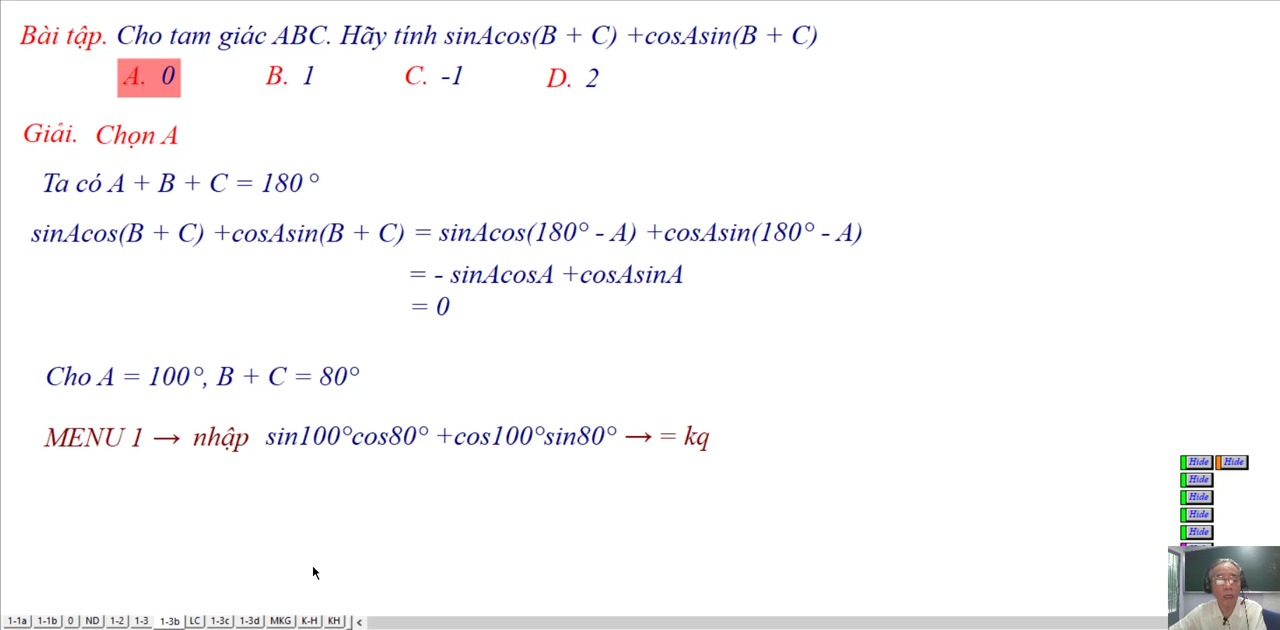 Bài tập. Cho tam giác ABC. Hãy tính sinAcos(B + C) +cosAsin(B + C)
A. 0 B. 1 C. -1 D. 2
Giải. Chọn A
Ta có A + B + C = 180°
sinAcos(B + C) +cosAsin(B + C) = sinAcos(180° - A) +cosAsin(180° - A)
= - sinAcosA +cosAsinA
= 0
Cho A = 100°, B + C = 80°
MENU 1 → nhập sin100°cos80° +cos100°sin80° → = kq
Hide Hide
Hide
Hide
Hide
Hide
1-1a 1-1b 0 ND 1-2 1-3 1-3b LC 1-3c 1-3d MKG K-H KH <